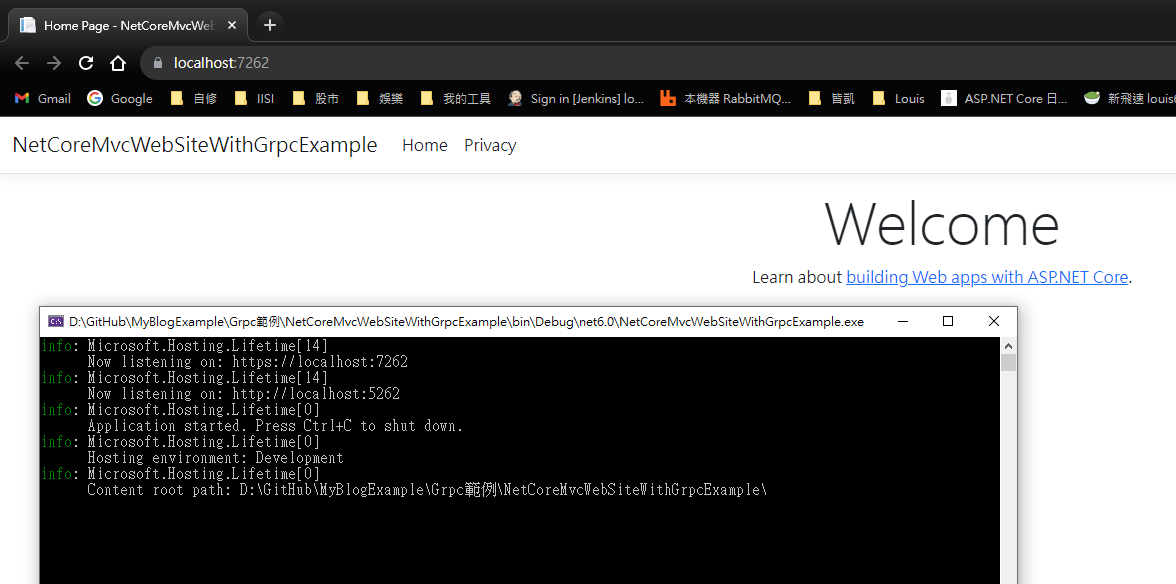 Home Page - NetCoreMvcWeb
localhost:7262
Gmail Google 自修 IISI 股市 娛樂 我的工具 Sign in [Jenkins] lo... 本機器 RabbitMQ... 皆凱 Louis ASP.NET Core 日... 新飛速 louis
NetCoreMvcWebSiteWithGrpcExample Home Privacy
Welcome
Learn about building Web apps with ASP.NET Core.
D:\GitHub\MyBlogExample\Grpc範例\NetCoreMvcWebSiteWithGrpcExample\bin\Debug\net6.0\NetCoreMvcWebSiteWithGrpcExample.exe
info: Microsoft.Hosting.Lifetime[14]
Now listening on: https://localhost:7262
info: Microsoft.Hosting.Lifetime[14]
Now listening on: http://localhost:5262
info: Microsoft.Hosting.Lifetime[0]
Application started. Press Ctrl+C to shut down.
info: Microsoft.Hosting.Lifetime[0]
Hosting environment: Development
info: Microsoft.Hosting.Lifetime[0]
Content root path: D:\GitHub\MyBlogExample\Grpc範例\NetCoreMvcWebSiteWithGrpcExample\